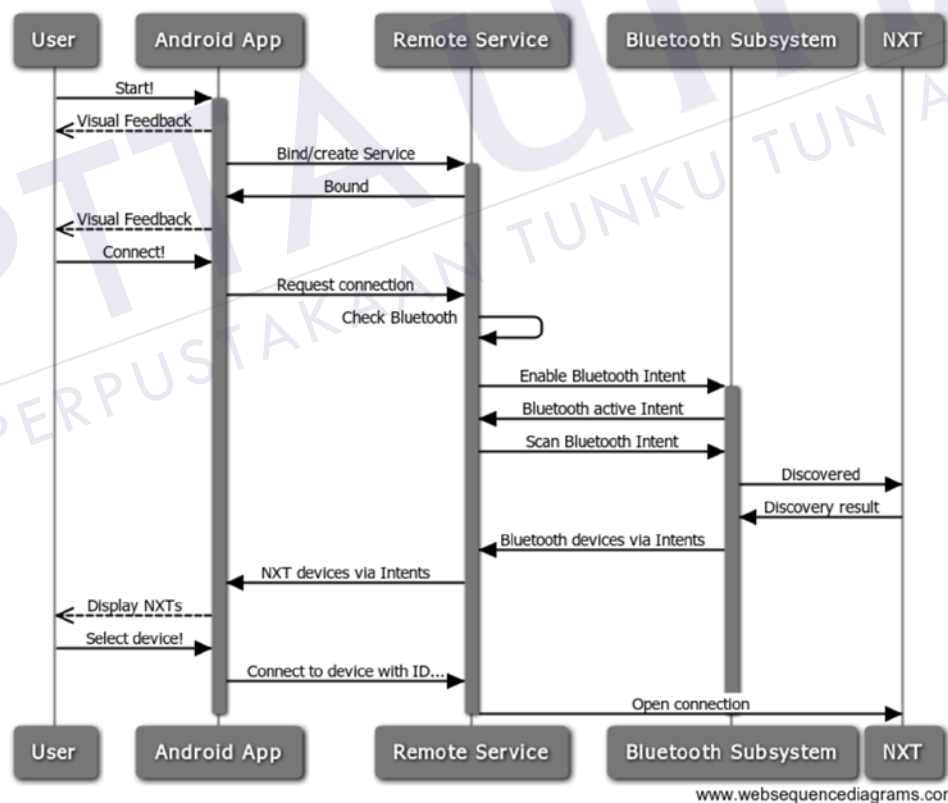 User Android App Remote Service Bluetooth Subsystem NXT
Start!
Visual Feedback
Bind/create Service
Bound
Visual Feedback
Connect!
Request connection
Check Bluetooth
Enable Bluetooth Intent
Bluetooth active Intent
Scan Bluetooth Intent
Discovered
Discovery result
Bluetooth devices via Intents
NXT devices via Intents
Display NXTs
Select device!
Connect to device with ID...
Open connection
User Android App Remote Service Bluetooth Subsystem NXT
www.websequencediagrams.com
PTTA
PERPUSTAKAAN TUNKU TUN A